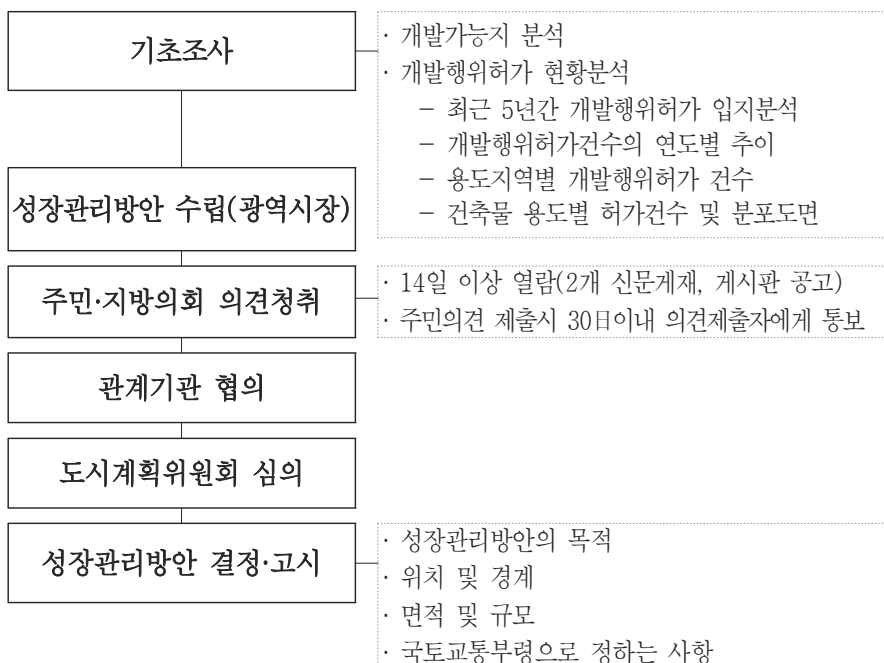 기초조사
· 개발가능지 분석
· 개발행위허가 현황분석
- 최근 5년간 개발행위허가 입지분석
- 개발행위허가건수의 연도별 추이
- 용도지역별 개발행위허가 건수
- 건축물 용도별 허가건수 및 분포도면
성장관리방안 수립(광역시장)
주민·지방의회 의견청취
· 14일 이상 열람(2개 신문게재, 게시판 공고)
· 주민의견 제출시 30日이내 의견제출자에게 통보
관계기관 협의
도시계획위원회 심의
성장관리방안 결정·고시
· 성장관리방안의 목적
· 위치 및 경계
· 면적 및 규모
· 국토교통부령으로 정하는 사항